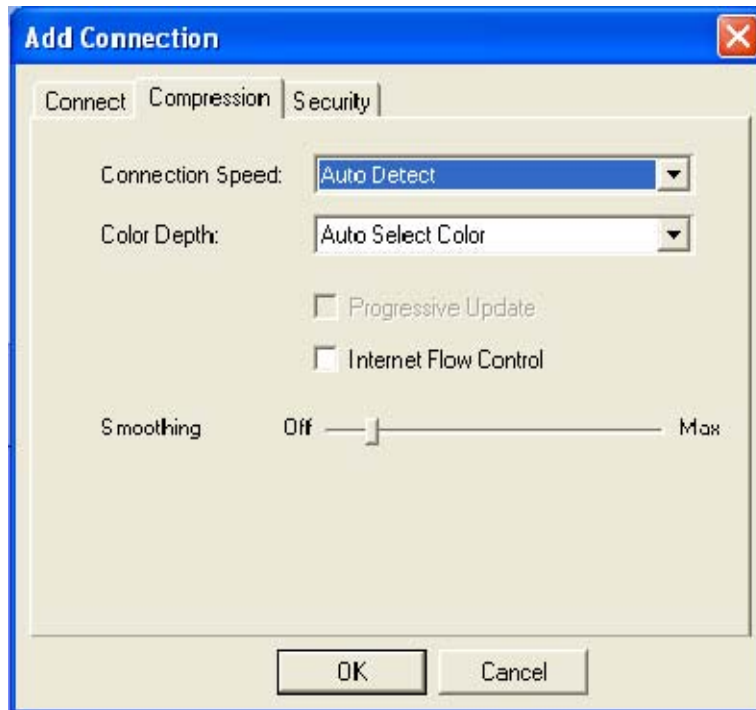 Add Connection
Connect Compression Security
Connection Speed: Auto Detect
Color Depth: Auto Select Color
Progressive Update
Internet Flow Control
Smoothing Off Max
OK Cancel